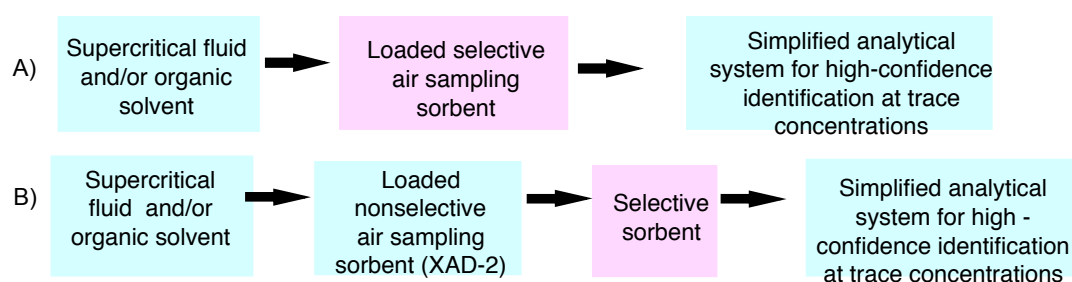 A)
Supercritical fluid
and/or organic
solvent
Loaded selective
air sampling
sorbent
Simplified analytical
system for high-confidence
identification at trace
concentrations
B)
Supercritical
fluid and/or
organic solvent
Loaded
nonselective
air sampling
sorbent (XAD-2)
Selective
sorbent
Simplified analytical
system for high -
confidence identification
at trace concentrations